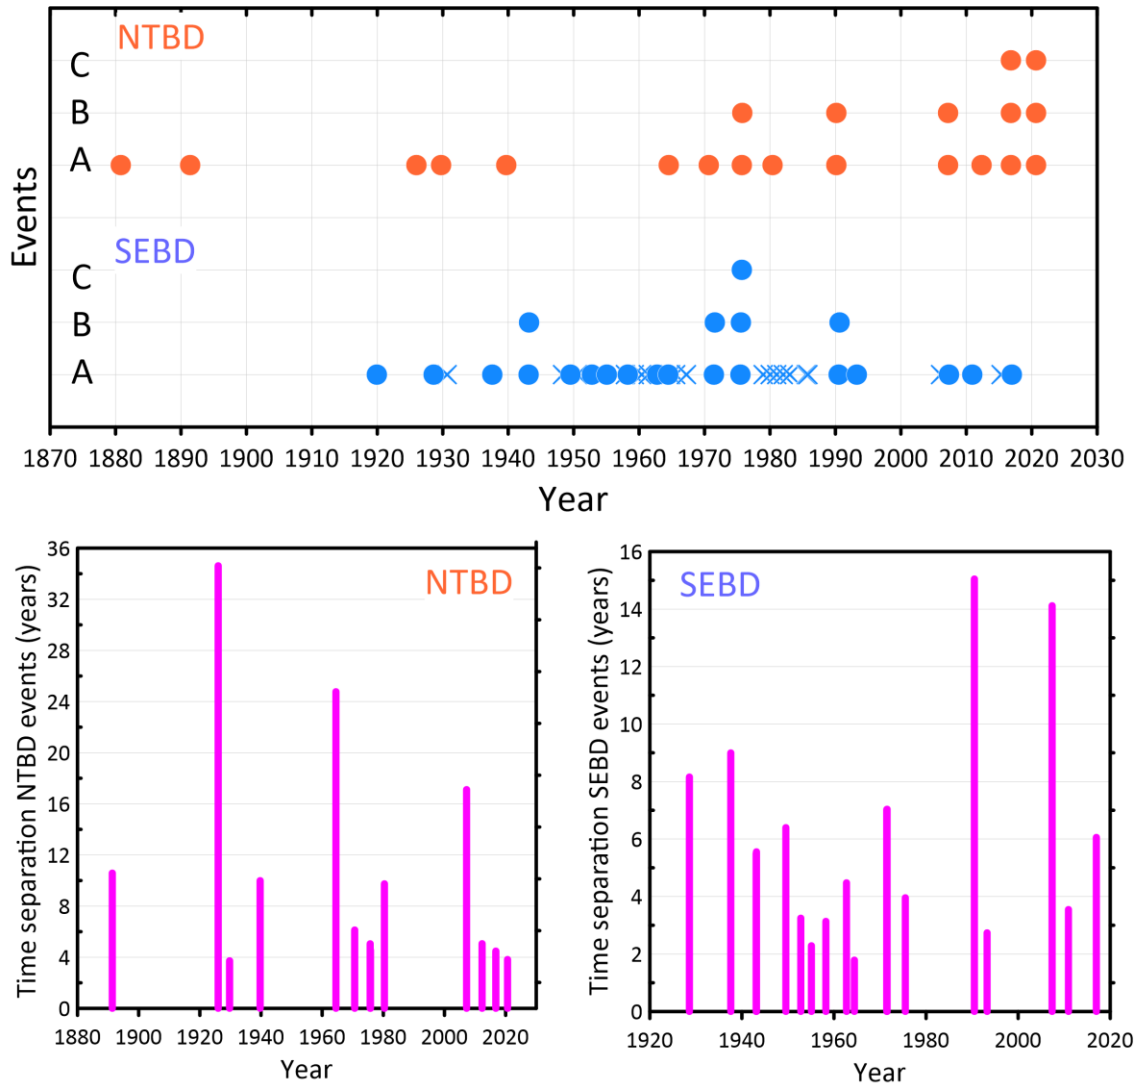 NTBD
C
B
A
Events
SEBD
C
B
A
1870 1880 1890 1900 1910 1920 1930 1940 1950 1960 1970 1980 1990 2000 2010 2020 2030
Year
Time separation NTBD events (years)
36
32
28
24
20
16
12
8
4
0
NTBD
1880 1900 1920 1940 1960 1980 2000 2020
Year
Time separation SEBD events (years)
16
14
12
10
8
6
4
2
0
SEBD
1920 1940 1960 1980 2000 2020
Year